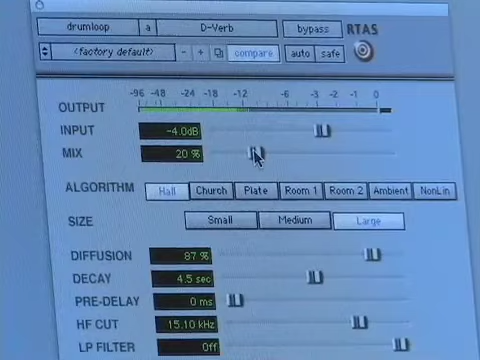 drumloop a D-Verb bypass RTAS
<factory default> - + compare auto safe
-96 -48 -24 -18 -12 -6 -3 -2 -1 0
OUTPUT
INPUT -4.0dB
MIX 20 %
ALGORITHM Hall Church Plate Room 1 Room 2 Ambient NonLin
SIZE Small Medium Large
DIFFUSION 87 %
DECAY 4.5 sec
PRE-DELAY 0 ms
HF CUT 15.10 kHz
LP FILTER Off